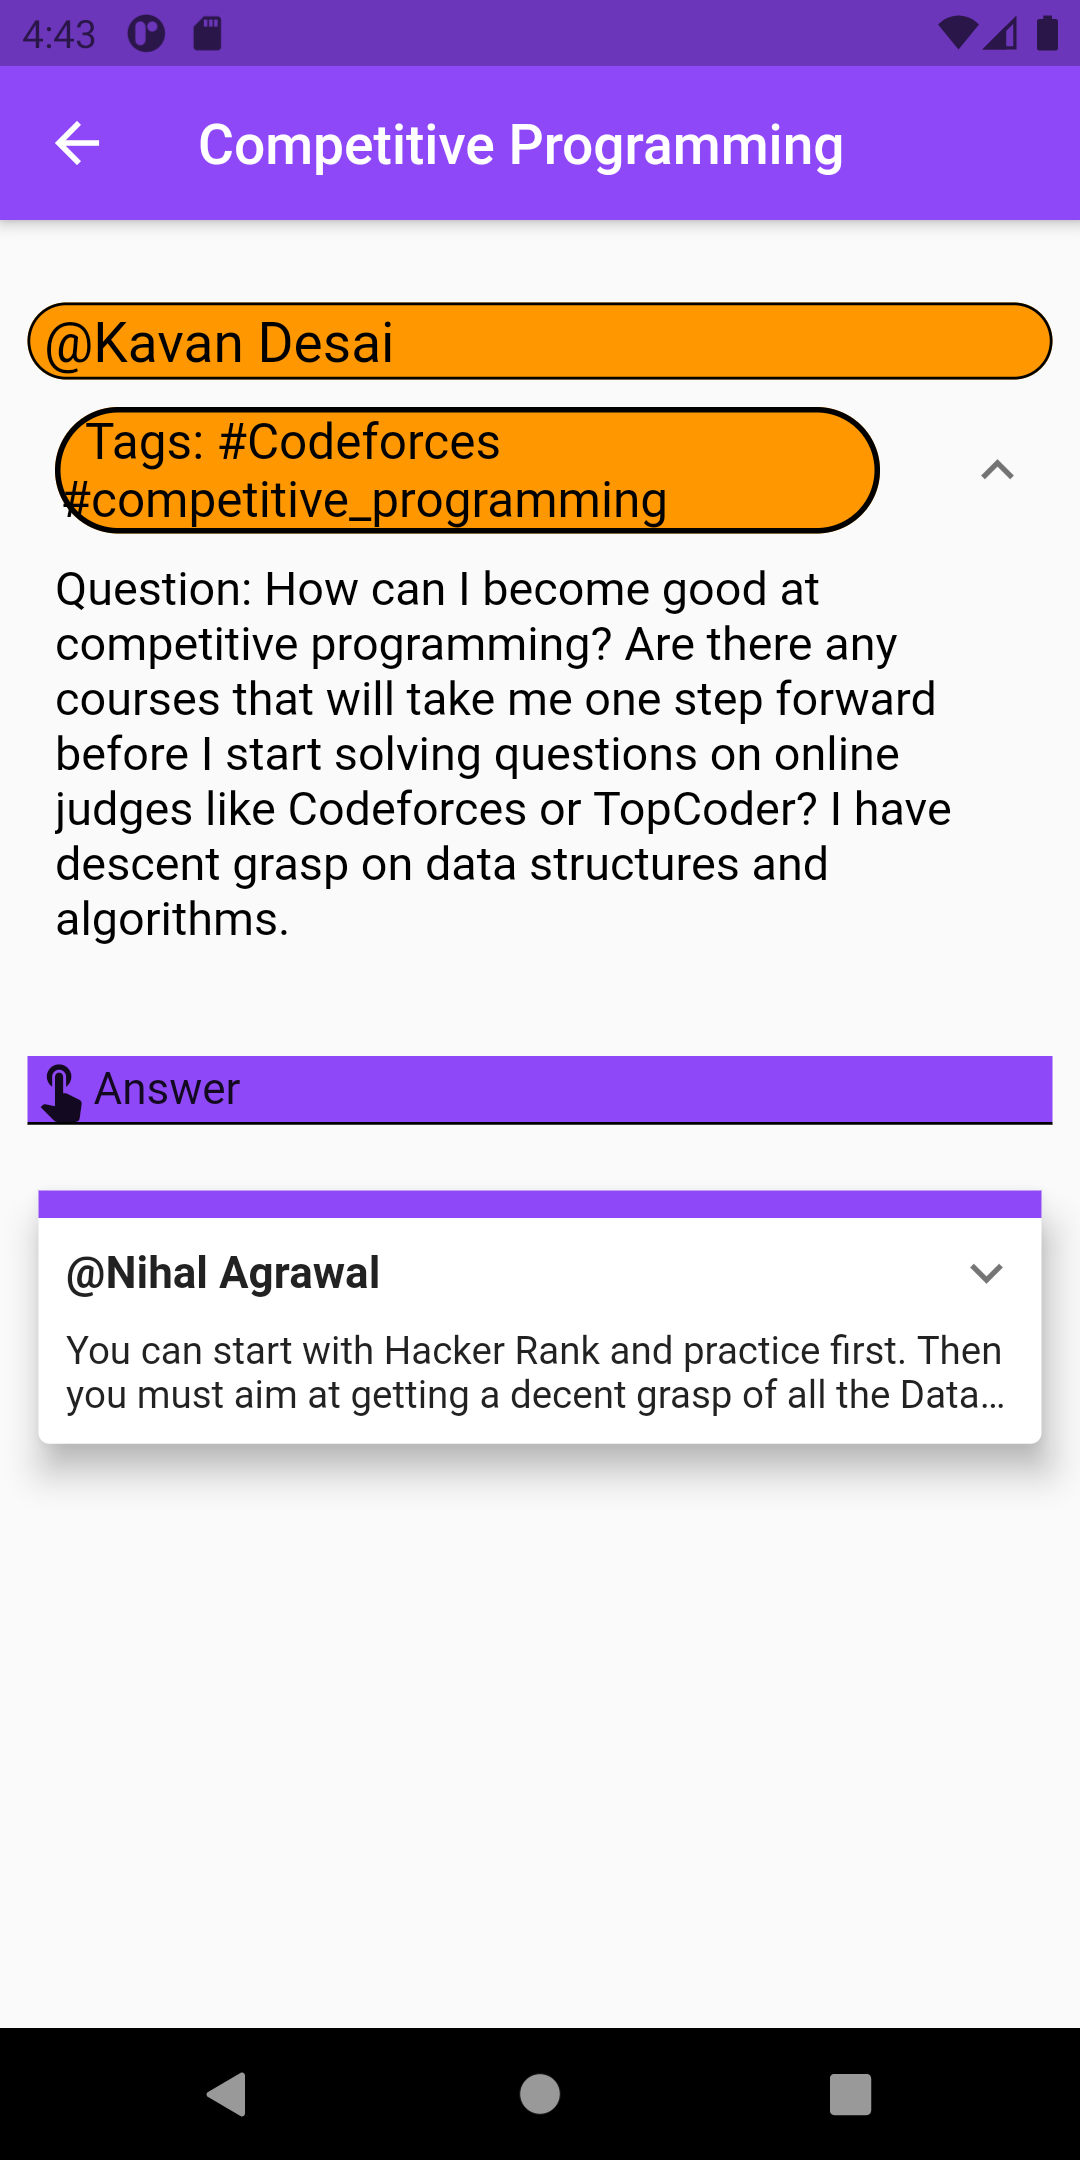 4:43
Competitive Programming
@Kavan Desai
Tags: #Codeforces
#competitive_programming
Question: How can I become good at
competitive programming? Are there any
courses that will take me one step forward
before I start solving questions on online
judges like Codeforces or TopCoder? I have
descent grasp on data structures and
algorithms.
Answer
@Nihal Agrawal
You can start with Hacker Rank and practice first. Then
you must aim at getting a decent grasp of all the Data...